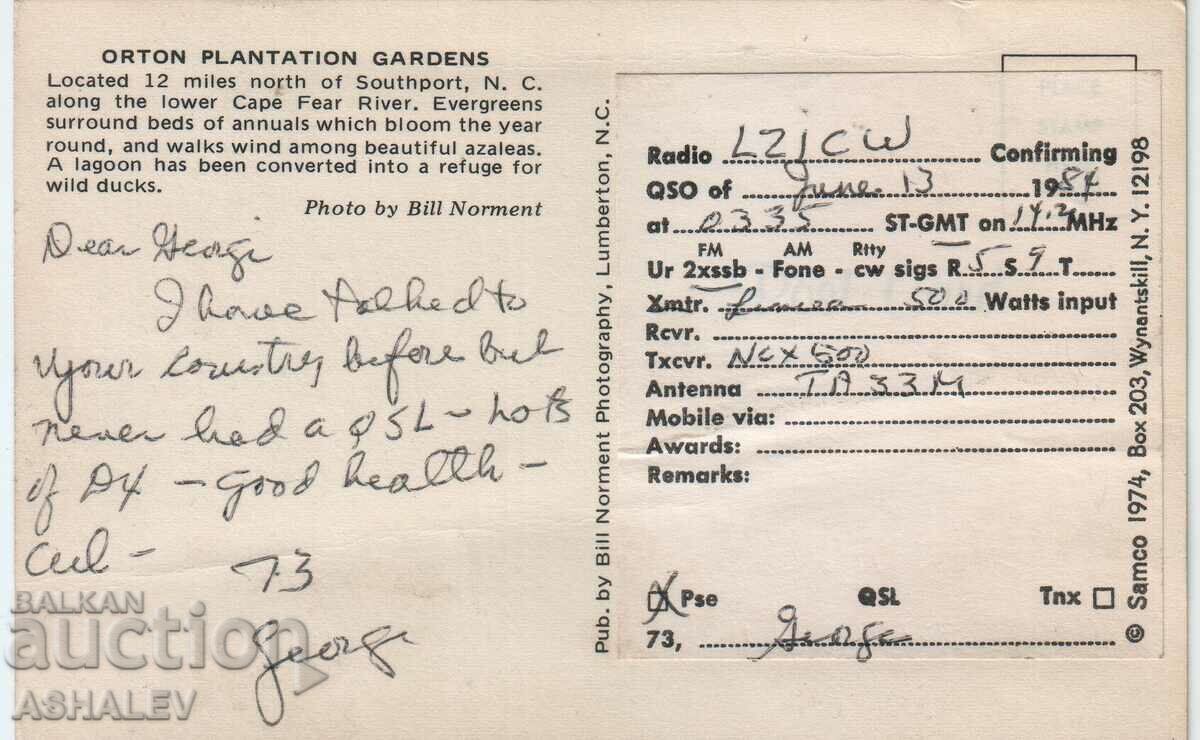 ORTON PLANTATION GARDENS
Located 12 miles north of Southport, N. C.
along the lower Cape Fear River. Evergreens
surround beds of annuals which bloom the year
round, and walks wind among beautiful azaleas.
A lagoon has been converted into a refuge for
wild ducks.
Photo by Bill Norment
Dear George
I have talked to
your country before but
never had a QSL - Lots
of DX - Good health -
cul - 73
George
Pub. by Bill Norment Photography, Lumberton, N.C.
PLACE
STAMP
Radio LZ1CW Confirming
QSO of June 13 1984
at 0335 ST-GMT on 14.2 MHz
FM AM Rtty
Ur 2xssb - Fone - cw sigs R 5 S 9 T
Xmtr. linear 500 Watts input
Rcvr.
Txcvr. NCX 500
Antenna TA33M
Mobile via:
Awards:
Remarks:
X Pse QSL Tnx
73, George
© Samco 1974, Box 203, Wynantskill, N. Y. 12198
BALKAN
auction
ASHALEV